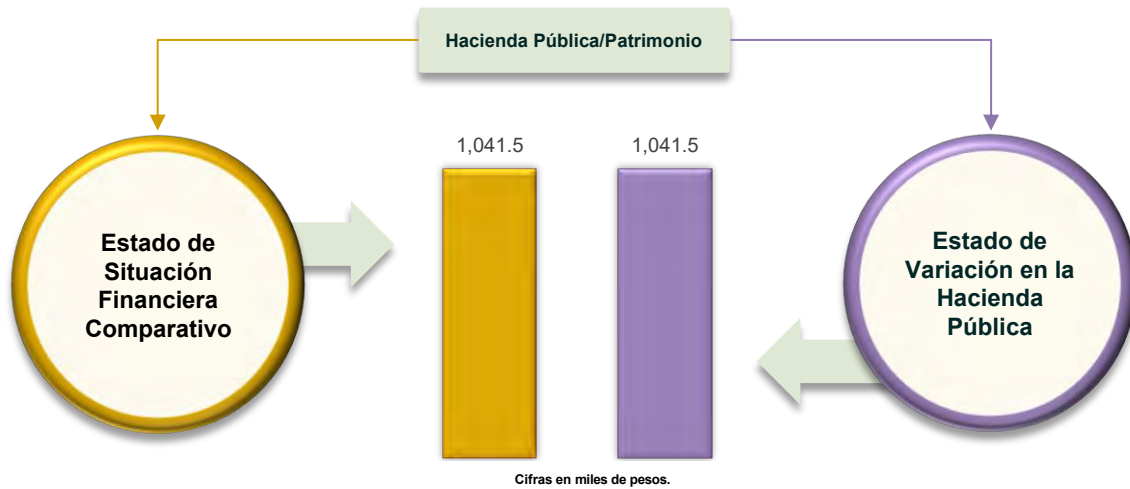 Hacienda Pública/Patrimonio
1,041.5
1,041.5
Estado de
Situación
Financiera
Comparativo
Estado de
Variación en la
Hacienda
Pública
Cifras en miles de pesos.